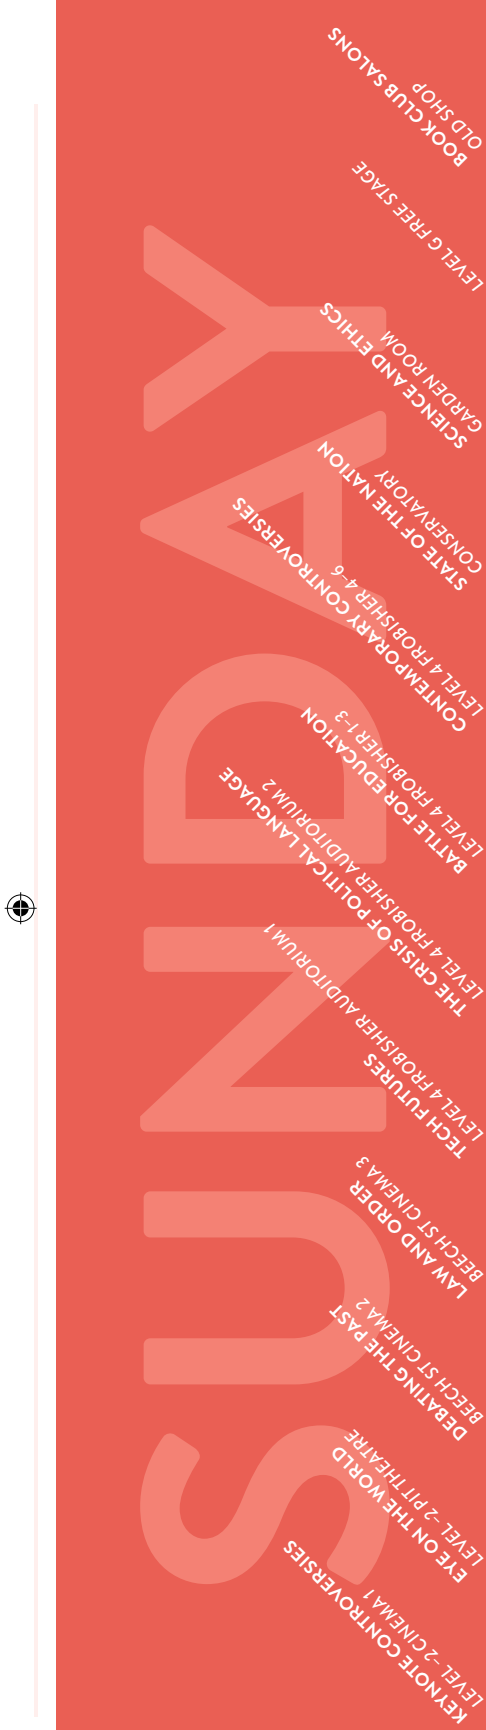 SUNDAY
KEYNOTE CONTROVERSIES
LEVEL -2 CINEMA 1
EYE ON THE WORLD
LEVEL -2 PIT THEATRE
DEBATING THE PAST
BEECH ST CINEMA 2
LAW AND ORDER
BEECH ST CINEMA 3
TECH FUTURES
LEVEL 4 FROBISHER AUDITORIUM 1
THE CRISIS OF POLITICAL LANGUAGE
LEVEL 4 FROBISHER AUDITORIUM 2
BATTLE FOR EDUCATION
LEVEL 4 FROBISHER 1–3
CONTEMPORARY CONTROVERSIES
LEVEL 4 FROBISHER 4–6
STATE OF THE NATION
CONSERVATORY
SCIENCE AND ETHICS
GARDEN ROOM
LEVEL G FREE STAGE
BOOK CLUB SALONS
OLD SHOP